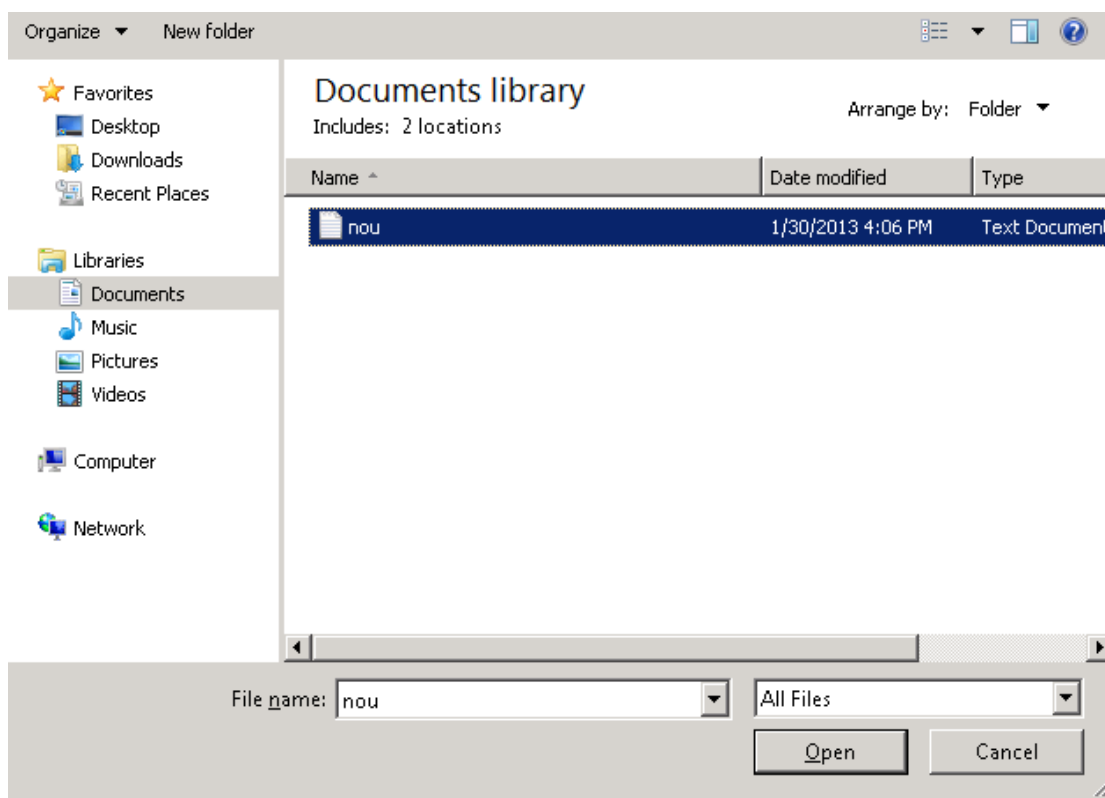 Organize New folder
Favorites
Desktop
Downloads
Recent Places
Libraries
Documents
Music
Pictures
Videos
Computer
Network
Documents library
Includes: 2 locations
Arrange by: Folder
Name Date modified Type
nou 1/30/2013 4:06 PM Text Documen
File name: nou All Files
Open Cancel